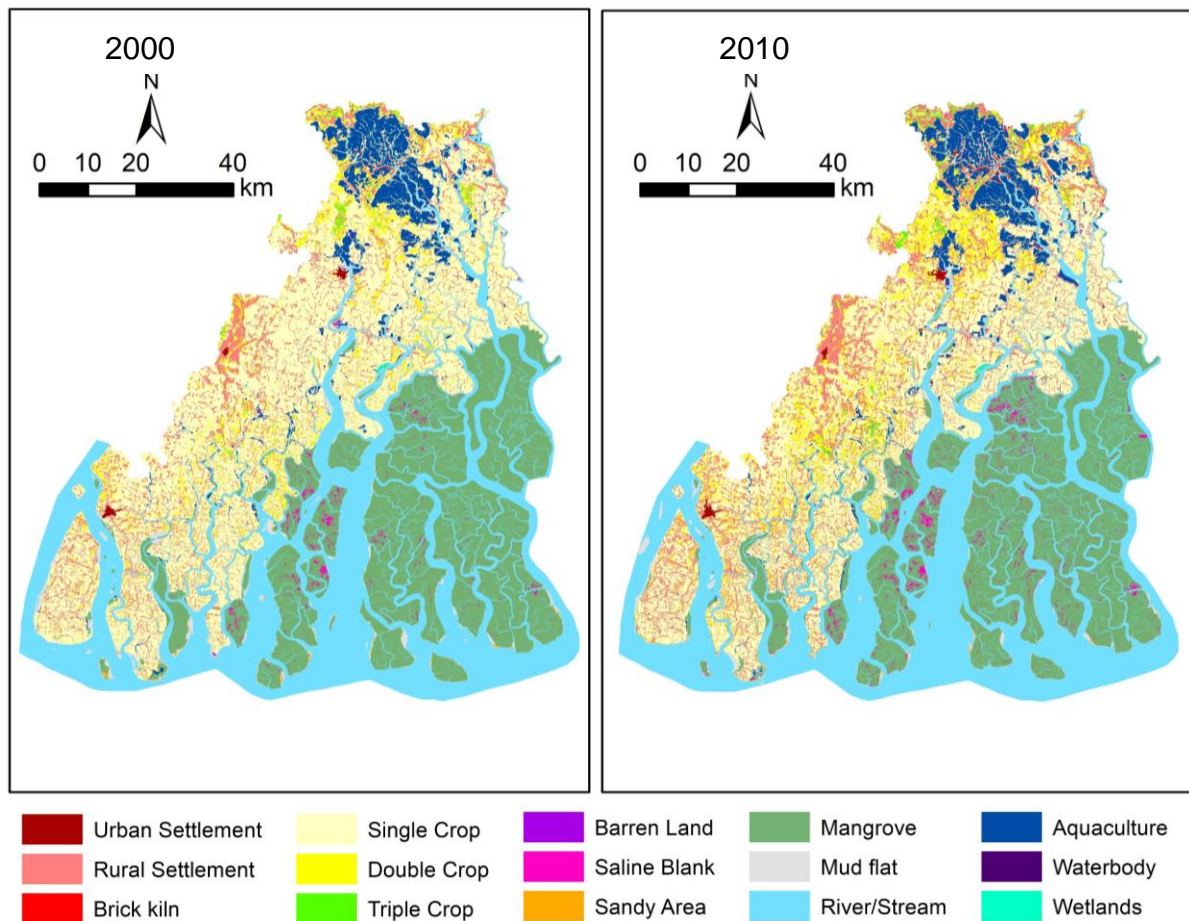 2000
N
0 10 20 40
km
2010
N
0 10 20 40
km
Urban Settlement
Single Crop
Barren Land
Mangrove
Aquaculture
Rural Settlement
Double Crop
Saline Blank
Mud flat
Waterbody
Brick kiln
Triple Crop
Sandy Area
River/Stream
Wetlands